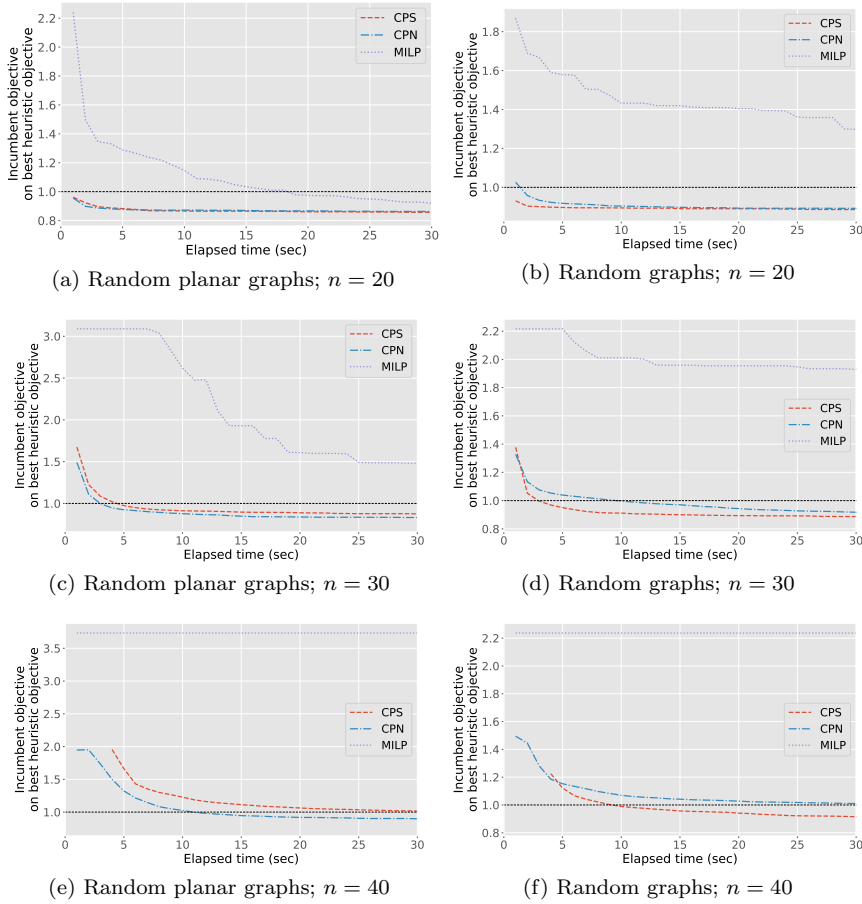 Incumbent objective
on best heuristic objective
2.2
2.0
1.8
1.6
1.4
1.2
1.0
0.8
CPS
CPN
MILP
0 5 10 15 20 25 30
Elapsed time (sec)
(a) Random planar graphs; n = 20
Incumbent objective
on best heuristic objective
1.8
1.6
1.4
1.2
1.0
CPS
CPN
MILP
0 5 10 15 20 25 30
Elapsed time (sec)
(b) Random graphs; n = 20
Incumbent objective
on best heuristic objective
3.0
2.5
2.0
1.5
1.0
CPS
CPN
MILP
0 5 10 15 20 25 30
Elapsed time (sec)
(c) Random planar graphs; n = 30
Incumbent objective
on best heuristic objective
2.2
2.0
1.8
1.6
1.4
1.2
1.0
0.8
CPS
CPN
MILP
0 5 10 15 20 25 30
Elapsed time (sec)
(d) Random graphs; n = 30
Incumbent objective
on best heuristic objective
3.5
3.0
2.5
2.0
1.5
1.0
CPS
CPN
MILP
0 5 10 15 20 25 30
Elapsed time (sec)
(e) Random planar graphs; n = 40
Incumbent objective
on best heuristic objective
2.2
2.0
1.8
1.6
1.4
1.2
1.0
0.8
CPS
CPN
MILP
0 5 10 15 20 25 30
Elapsed time (sec)
(f) Random graphs; n = 40